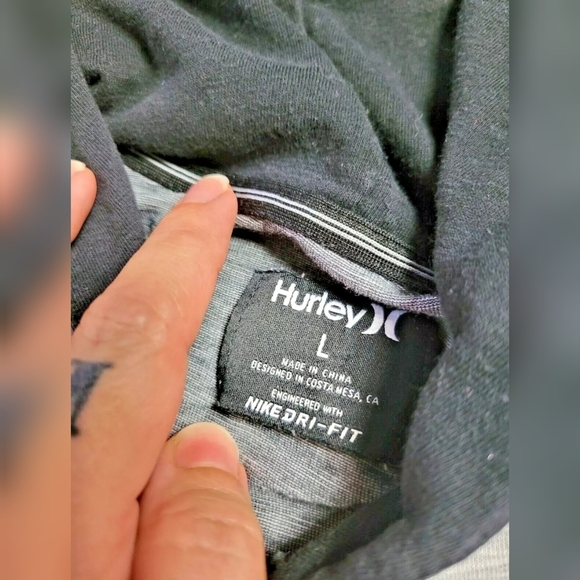 Hurley
L
MADE IN CHINA
DESIGNED IN COSTA MESA, CA
ENGINEERED WITH
NIKE DRI-FIT